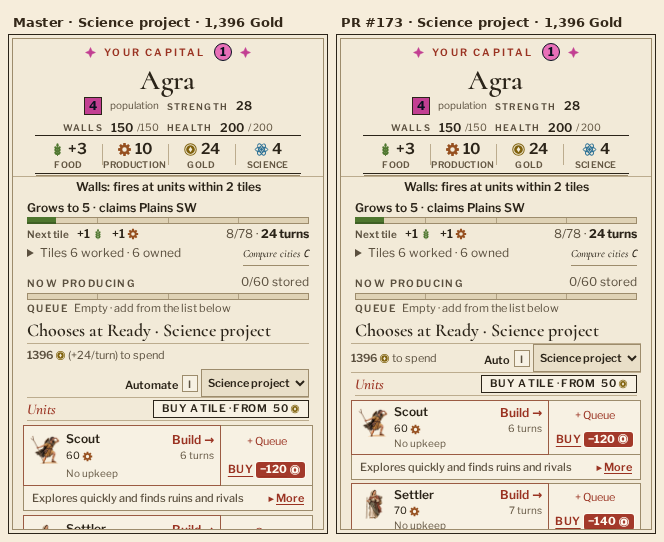 Master · Science project · 1,396 Gold
YOUR CAPITAL 1
Agra
4 population STRENGTH 28
WALLS 150 /150 HEALTH 200 /200
+3 10 24 4
FOOD PRODUCTION GOLD SCIENCE
Walls: fires at units within 2 tiles
Grows to 5 · claims Plains SW
Next tile +1 +1 8/78 · 24 turns
▶ Tiles 6 worked · 6 owned Compare cities C
NOW PRODUCING 0/60 stored
QUEUE Empty · add from the list below
Chooses at Ready · Science project
1396 (+24/turn) to spend
Automate I Science project
Units BUY A TILE · FROM 50
Scout Build → + Queue
60 6 turns
No upkeep BUY −120
Explores quickly and finds ruins and rivals ▸ More
Settler Build →
PR #173 · Science project · 1,396 Gold
YOUR CAPITAL 1
Agra
4 population STRENGTH 28
WALLS 150 /150 HEALTH 200 /200
+3 10 24 4
FOOD PRODUCTION GOLD SCIENCE
Walls: fires at units within 2 tiles
Grows to 5 · claims Plains SW
Next tile +1 +1 8/78 · 24 turns
▶ Tiles 6 worked · 6 owned Compare cities C
NOW PRODUCING 0/60 stored
QUEUE Empty · add from the list below
Chooses at Ready · Science project
1396 to spend Auto I Science project
Units BUY A TILE · FROM 50
Scout Build → + Queue
60 6 turns
No upkeep BUY −120
Explores quickly and finds ruins and rivals ▸ More
Settler Build → + Queue
70 7 turns
No upkeep BUY −140